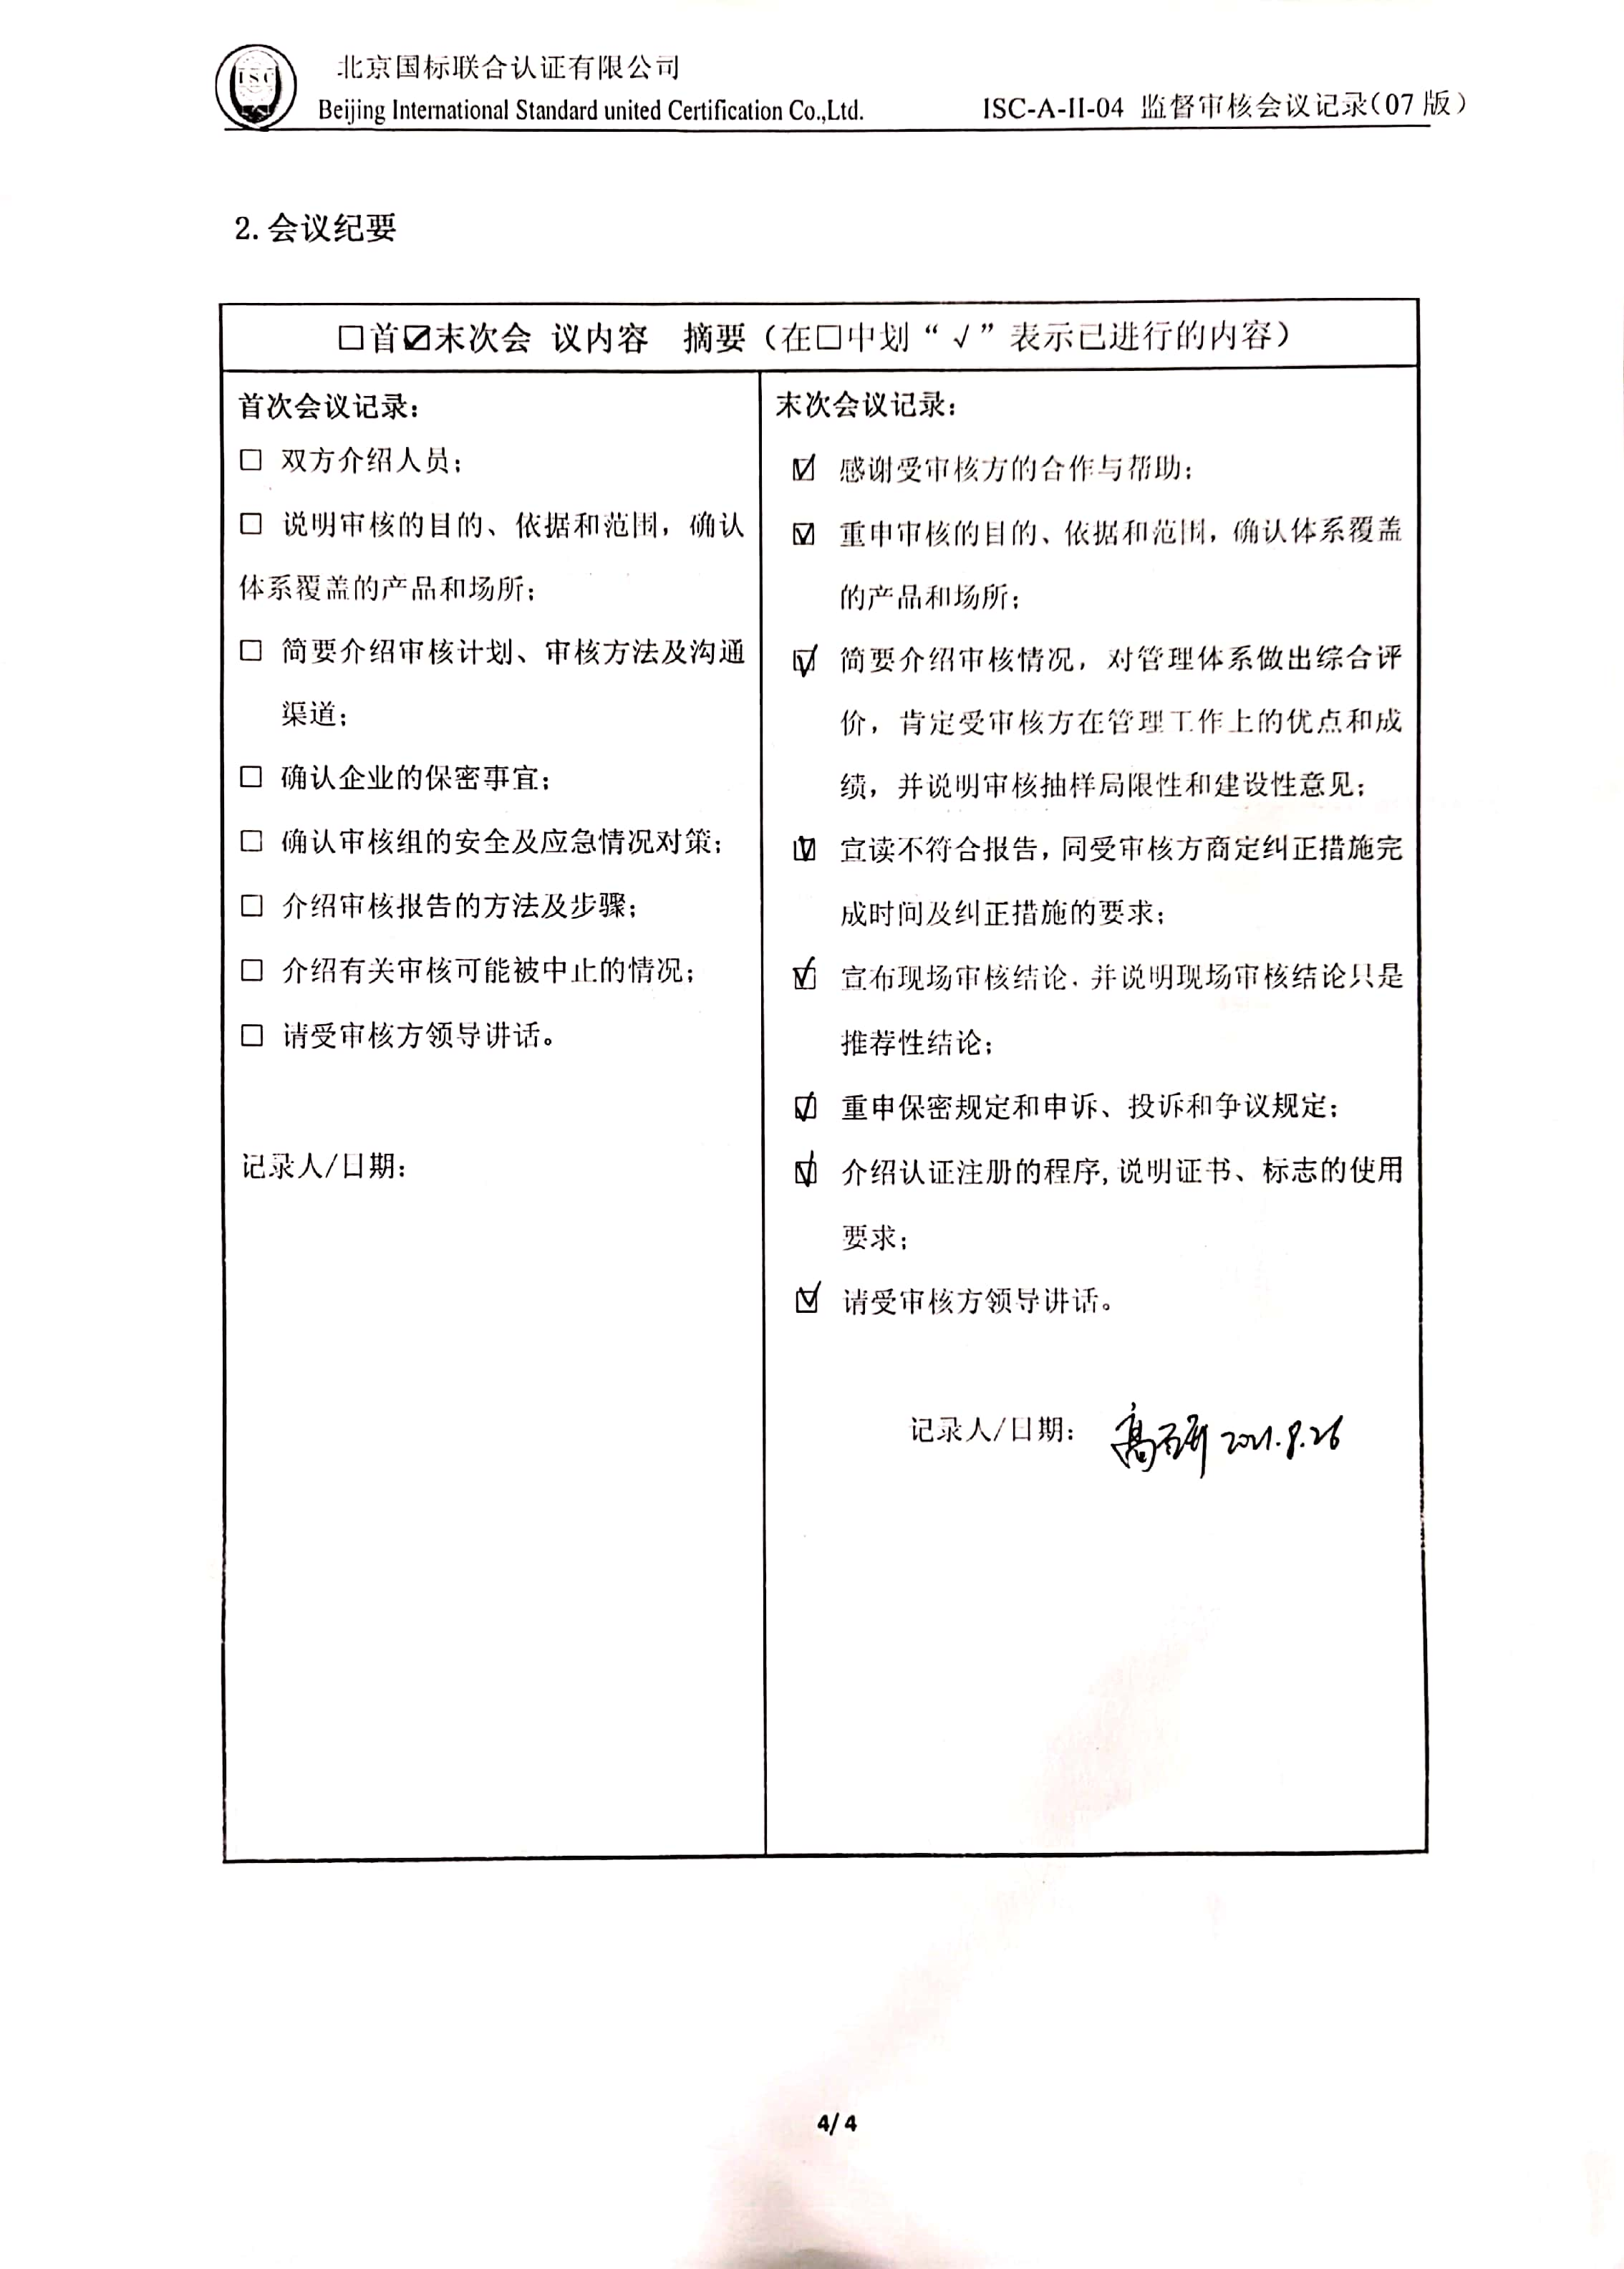 ISC
北京国标联合认证有限公司
Beijing International Standard united Certification Co.,Ltd.
ISC-A-II-04 监督审核会议记录(07 版)
2. 会议纪要
□首☑末次会 议内容 摘要（在□中划“√”表示已进行的内容）
首次会议记录：
□ 双方介绍人员；
□ 说明审核的目的、依据和范围，确认
体系覆盖的产品和场所；
□ 简要介绍审核计划、审核方法及沟通
渠道；
□ 确认企业的保密事宜；
□ 确认审核组的安全及应急情况对策；
□ 介绍审核报告的方法及步骤；
□ 介绍有关审核可能被中止的情况；
□ 请受审核方领导讲话。
记录人/日期：
末次会议记录：
☑ 感谢受审核方的合作与帮助；
☑ 重申审核的目的、依据和范围，确认体系覆盖
的产品和场所；
☑ 简要介绍审核情况，对管理体系做出综合评
价，肯定受审核方在管理工作上的优点和成
绩，并说明审核抽样局限性和建设性意见；
☑ 宣读不符合报告，同受审核方商定纠正措施完
成时间及纠正措施的要求；
☑ 宣布现场审核结论，并说明现场审核结论只是
推荐性结论；
☑ 重申保密规定和申诉、投诉和争议规定；
☑ 介绍认证注册的程序，说明证书、标志的使用
要求；
☑ 请受审核方领导讲话。
记录人/日期： 2021.8.26
4/4